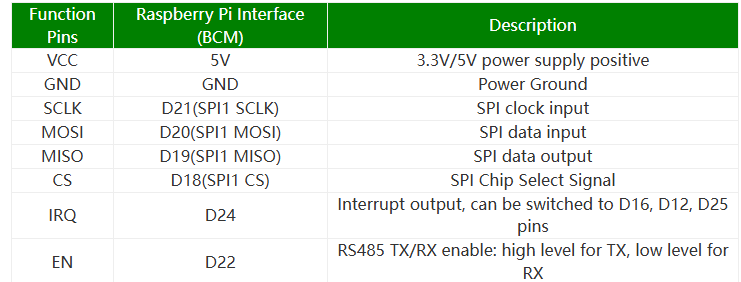 Function Pins Raspberry Pi Interface (BCM) Description
VCC 5V 3.3V/5V power supply positive
GND GND Power Ground
SCLK D21(SPI1 SCLK) SPI clock input
MOSI D20(SPI1 MOSI) SPI data input
MISO D19(SPI1 MISO) SPI data output
CS D18(SPI1 CS) SPI Chip Select Signal
IRQ D24 Interrupt output, can be switched to D16, D12, D25 pins
EN D22 RS485 TX/RX enable: high level for TX, low level for RX